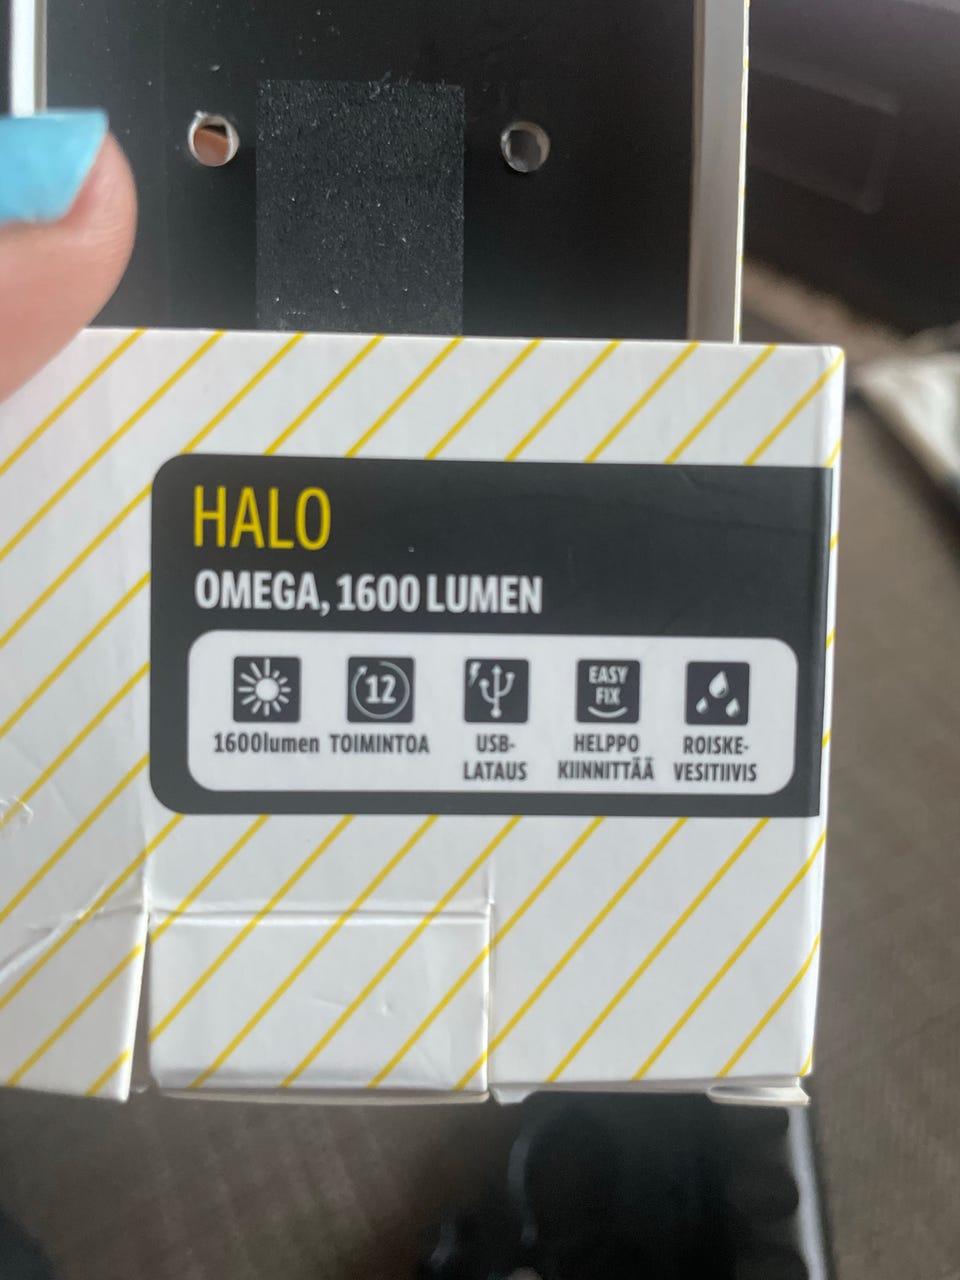 HALO
OMEGA, 1600 LUMEN
12
EASY
FIX
1600lumen TOIMINTOA
USB-
LATAUS
HELPPO
KIINNITTÄÄ
ROISKE-
VESITIIVIS